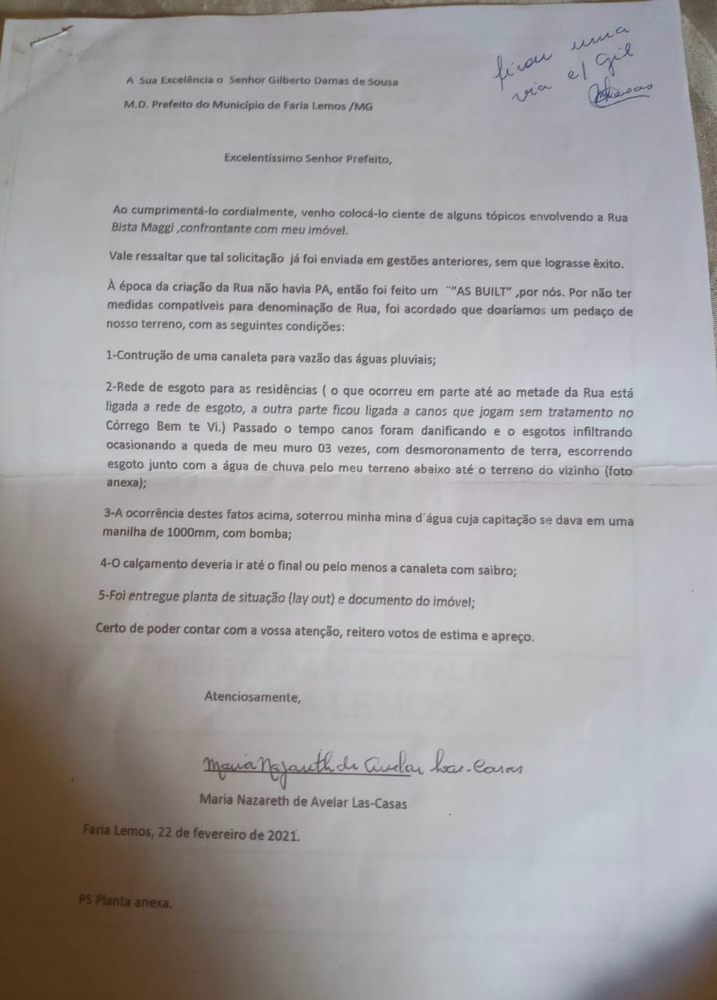 ficou uma
via c/ Gil
A Sua Excelência o Senhor Gilberto Damas de Sousa
M.D. Prefeito do Município de Faria Lemos /MG
Excelentíssimo Senhor Prefeito,
Ao cumprimentá-lo cordialmente, venho colocá-lo ciente de alguns tópicos envolvendo a Rua
Bista Maggi ,confrontante com meu imóvel.
Vale ressaltar que tal solicitação já foi enviada em gestões anteriores, sem que lograsse êxito.
À época da criação da Rua não havia PA, então foi feito um ¨”AS BUILT” ,por nós. Por não ter
medidas compatíveis para denominação de Rua, foi acordado que doaríamos um pedaço de
nosso terreno, com as seguintes condições:
1-Contrução de uma canaleta para vazão das águas pluviais;
2-Rede de esgoto para as residências ( o que ocorreu em parte até ao metade da Rua está
ligada a rede de esgoto, a outra parte ficou ligada a canos que jogam sem tratamento no
Córrego Bem te Vi.) Passado o tempo canos foram danificando e o esgotos infiltrando
ocasionando a queda de meu muro 03 vezes, com desmoronamento de terra, escorrendo
esgoto junto com a água de chuva pelo meu terreno abaixo até o terreno do vizinho (foto
anexa);
3-A ocorrência destes fatos acima, soterrou minha mina d´água cuja capitação se dava em uma
manilha de 1000mm, com bomba;
4-O calçamento deveria ir até o final ou pelo menos a canaleta com saibro;
5-Foi entregue planta de situação (lay out) e documento do imóvel;
Certo de poder contar com a vossa atenção, reitero votos de estima e apreço.
Atenciosamente,
Maria Nazareth de Avelar Las-Casas
Maria Nazareth de Avelar Las-Casas
Faria Lemos, 22 de fevereiro de 2021.
PS Planta anexa.